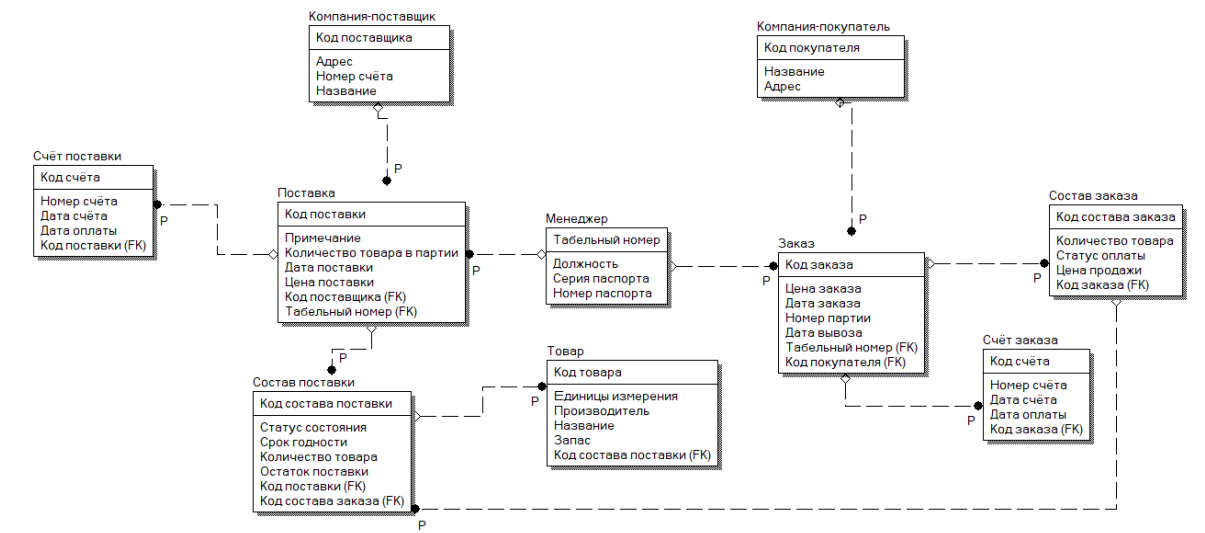 Компания-поставщик
Код поставщика
Адрес
Номер счёта
Название
P
Компания-покупатель
Код покупателя
Название
Адрес
P
Счёт поставки
Код счёта
Номер счёта
Дата счёта
Дата оплаты
Код поставки (FK)
P
Поставка
Код поставки
Примечание
Количество товара в партии
Дата поставки
Цена поставки
Код поставщика (FK)
Табельный номер (FK)
P
Менеджер
Табельный номер
Должность
Серия паспорта
Номер паспорта
P
Заказ
Код заказа
Цена заказа
Дата заказа
Номер партии
Дата вывоза
Табельный номер (FK)
Код покупателя (FK)
Состав заказа
Код состава заказа
Количество товара
Статус оплаты
Цена продажи
Код заказа (FK)
P
Счёт заказа
Код счёта
Номер счёта
Дата счёта
Дата оплаты
Код заказа (FK)
P
P
Состав поставки
Код состава поставки
Статус состояния
Срок годности
Количество товара
Остаток поставки
Код поставки (FK)
Код состава заказа (FK)
P
Товар
Код товара
Единицы измерения
Производитель
Название
Запас
Код состава поставки (FK)
P